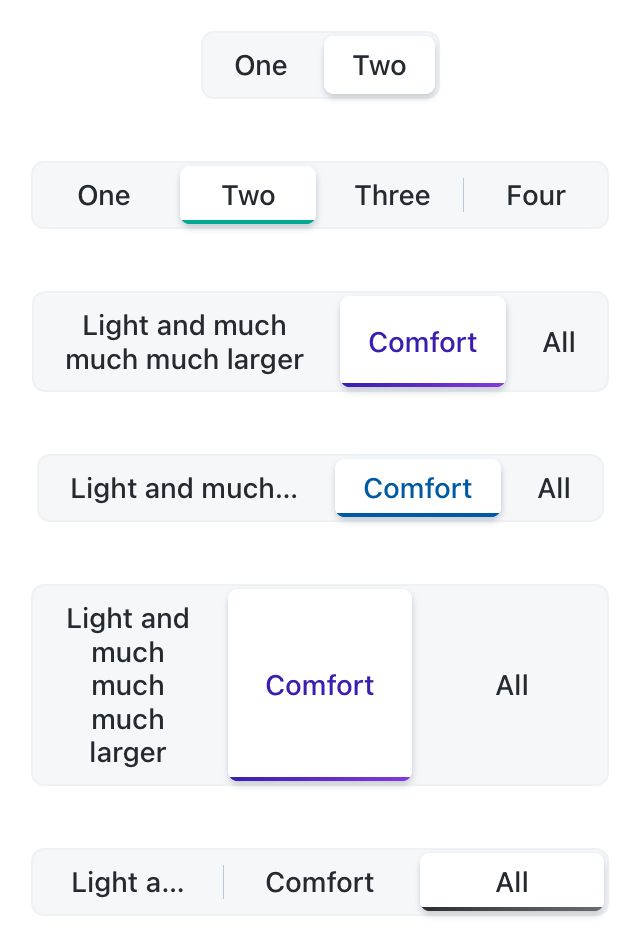 One Two
One Two Three Four
Light and much
much much larger
Comfort
All
Light and much... Comfort All
Light and
much
much
much
larger
Comfort
All
Light a... Comfort All